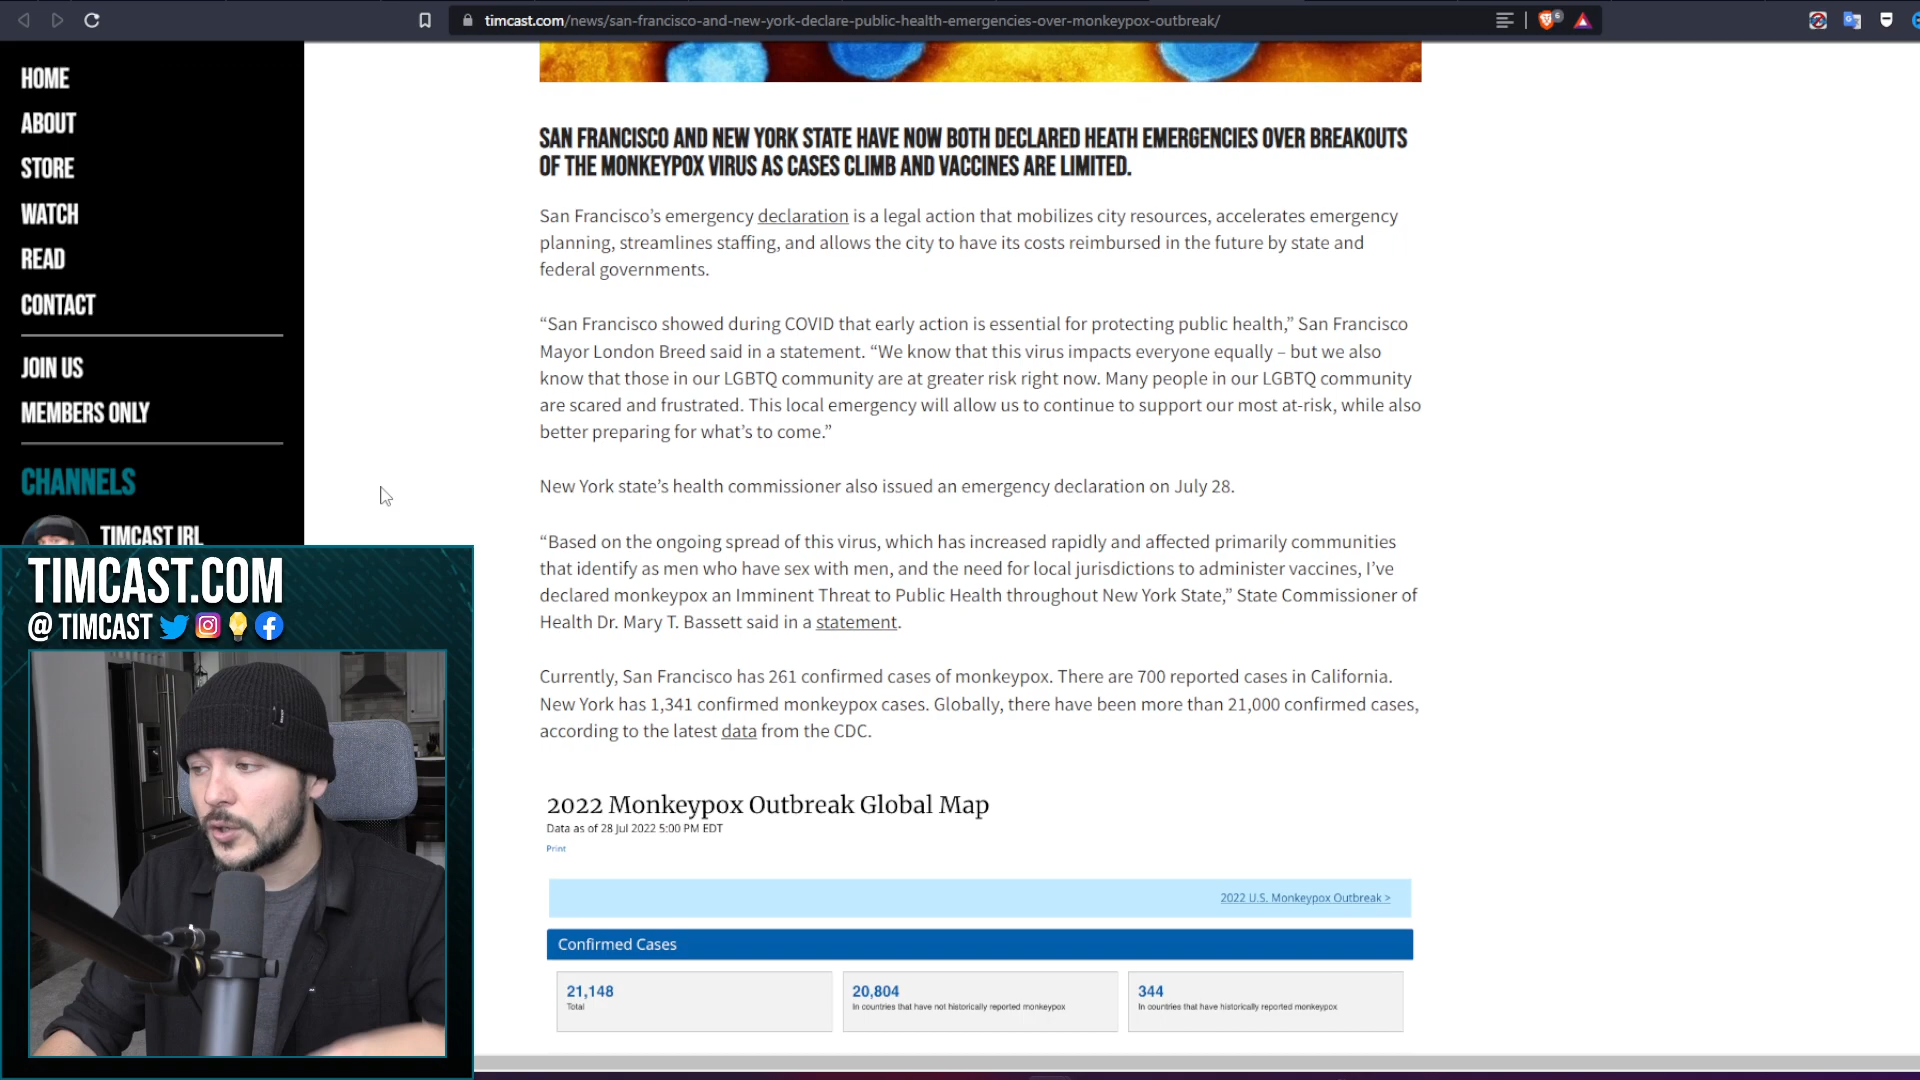 timcast.com/news/san-francisco-and-new-york-declare-public-health-emergencies-over-monkeypox-outbreak/
6
HOME
ABOUT
STORE
WATCH
READ
CONTACT
JOIN US
MEMBERS ONLY
CHANNELS
TIMCAST IRL
TIMCAST.COM
@ TIMCAST
SAN FRANCISCO AND NEW YORK STATE HAVE NOW BOTH DECLARED HEATH EMERGENCIES OVER BREAKOUTS
OF THE MONKEYPOX VIRUS AS CASES CLIMB AND VACCINES ARE LIMITED.
San Francisco’s emergency declaration is a legal action that mobilizes city resources, accelerates emergency
planning, streamlines staffing, and allows the city to have its costs reimbursed in the future by state and
federal governments.
“San Francisco showed during COVID that early action is essential for protecting public health,” San Francisco
Mayor London Breed said in a statement. “We know that this virus impacts everyone equally – but we also
know that those in our LGBTQ community are at greater risk right now. Many people in our LGBTQ community
are scared and frustrated. This local emergency will allow us to continue to support our most at-risk, while also
better preparing for what’s to come.”
New York state’s health commissioner also issued an emergency declaration on July 28.
“Based on the ongoing spread of this virus, which has increased rapidly and affected primarily communities
that identify as men who have sex with men, and the need for local jurisdictions to administer vaccines, I’ve
declared monkeypox an Imminent Threat to Public Health throughout New York State,” State Commissioner of
Health Dr. Mary T. Bassett said in a statement.
Currently, San Francisco has 261 confirmed cases of monkeypox. There are 700 reported cases in California.
New York has 1,341 confirmed monkeypox cases. Globally, there have been more than 21,000 confirmed cases,
according to the latest data from the CDC.
2022 Monkeypox Outbreak Global Map
Data as of 28 Jul 2022 5:00 PM EDT
Print
2022 U.S. Monkeypox Outbreak >
Confirmed Cases
21,148
Total
20,804
In countries that have not historically reported monkeypox
344
In countries that have historically reported monkeypox